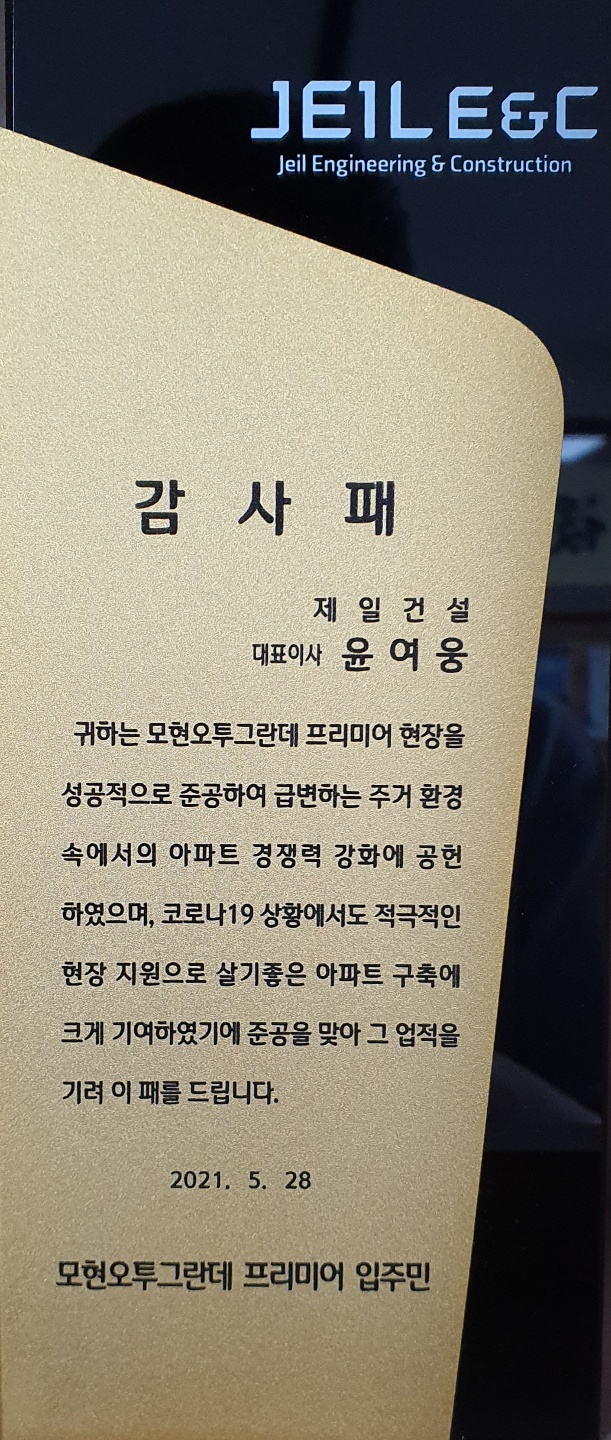 JEIL E&C
Jeil Engineering & Construction
감 사 패
제 일 건 설
대표이사 윤 여 웅
귀하는 모현오투그란데 프리미어 현장을
성공적으로 준공하여 급변하는 주거 환경
속에서의 아파트 경쟁력 강화에 공헌
하였으며, 코로나19 상황에서도 적극적인
현장 지원으로 살기좋은 아파트 구축에
크게 기여하였기에 준공을 맞아 그 업적을
기려 이 패를 드립니다.
2021. 5. 28
모현오투그란데 프리미어 입주민